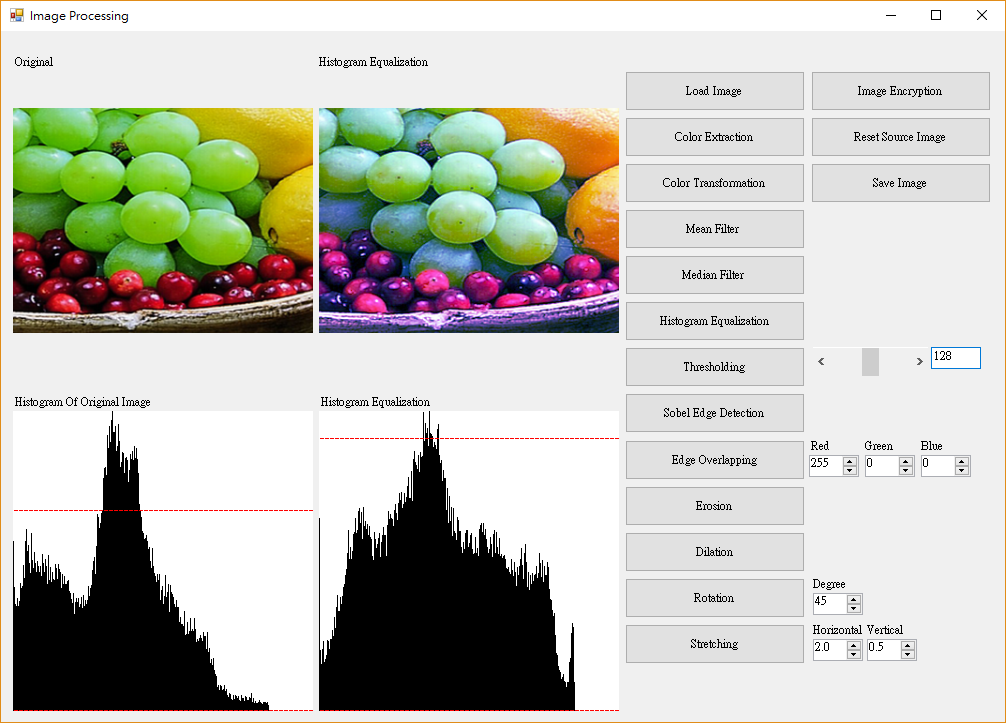 Image Processing
Original
Histogram Equalization
Load Image
Image Encryption
Color Extraction
Reset Source Image
Color Transformation
Save Image
Mean Filter
Median Filter
Histogram Equalization
Thresholding
128
Histogram Of Original Image
Histogram Equalization
Sobel Edge Detection
Red Green Blue
Edge Overlapping
255 0 0
Erosion
Dilation
Degree
Rotation
45
Horizontal Vertical
Stretching
2.0 0.5